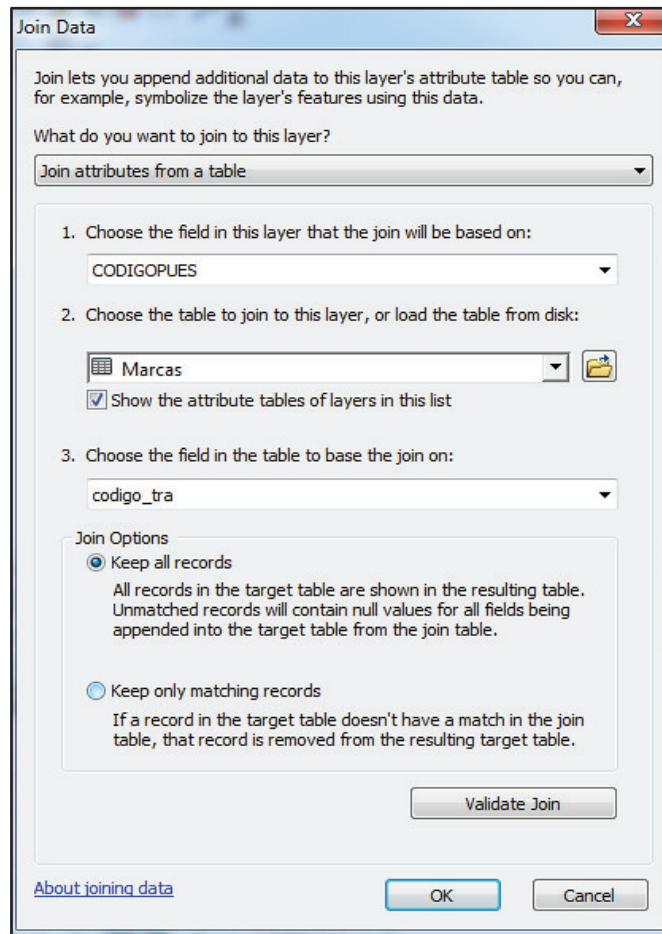 Join Data
Join lets you append additional data to this layer's attribute table so you can,
for example, symbolize the layer's features using this data.
What do you want to join to this layer?
Join attributes from a table
1. Choose the field in this layer that the join will be based on:
CODIGOPUES
2. Choose the table to join to this layer, or load the table from disk:
Marcas
Show the attribute tables of layers in this list
3. Choose the field in the table to base the join on:
codigo_tra
Join Options
Keep all records
All records in the target table are shown in the resulting table.
Unmatched records will contain null values for all fields being
appended into the target table from the join table.
Keep only matching records
If a record in the target table doesn't have a match in the join
table, that record is removed from the resulting target table.
Validate Join
About joining data
OK
Cancel